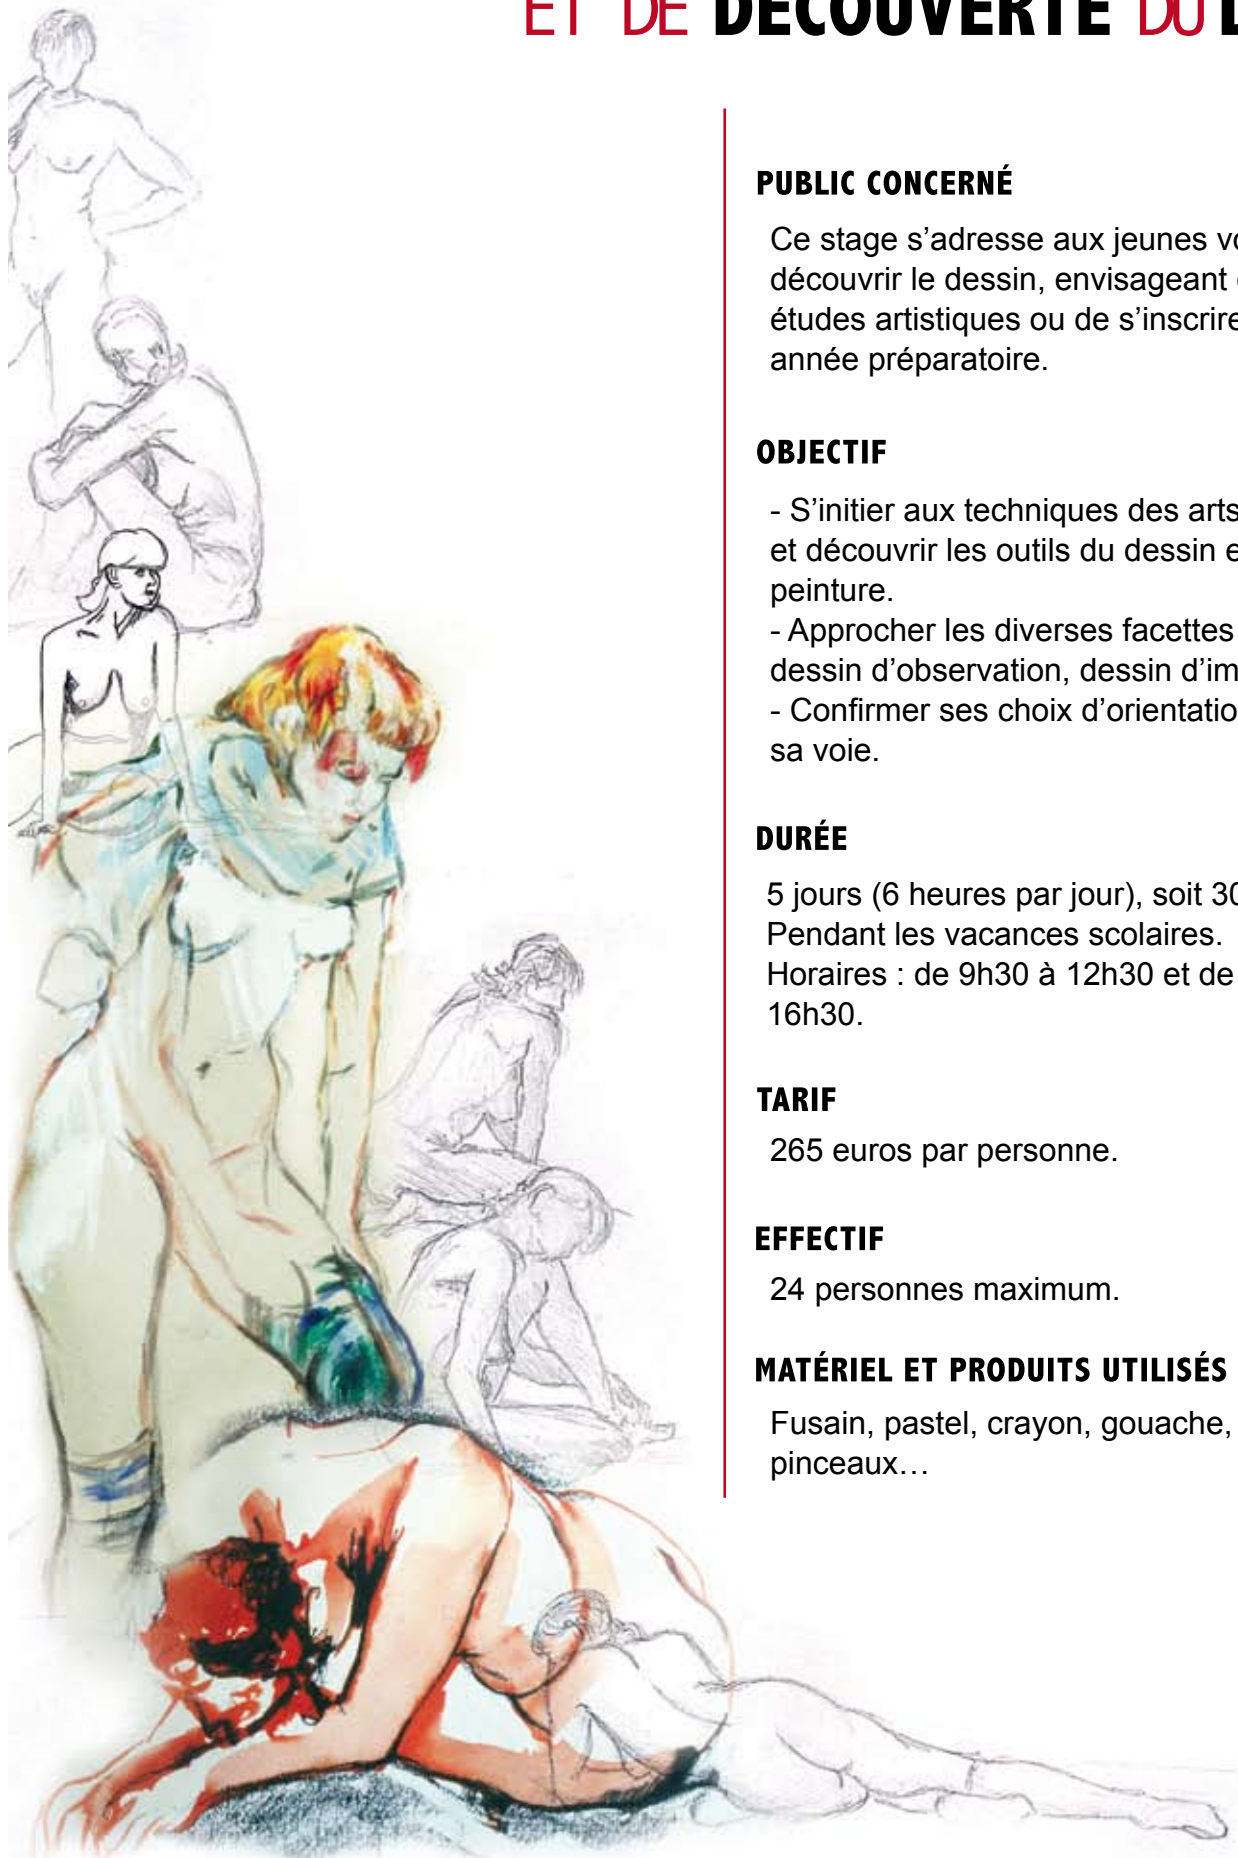 ET DE DÉCOUVERTE DU
PUBLIC CONCERNÉ
Ce stage s’adresse aux jeunes
découvrir le dessin, envisageant
études artistiques ou de s’inscrire
année préparatoire.
OBJECTIF
- S’initier aux techniques des arts
et découvrir les outils du dessin
peinture.
- Approcher les diverses facettes
dessin d’observation, dessin
- Confirmer ses choix
sa voie.
DURÉE
5 jours (6 heures par jour), soit 30
Pendant les vacances scolaires.
Horaires : de 9h30 à 12h30 et de
16h30.
TARIF
265 euros par personne.
EFFECTIF
24 personnes maximum.
MATÉRIEL ET PRODUITS UTILISÉS
Fusain, pastel, crayon, gouache,
pinceaux…